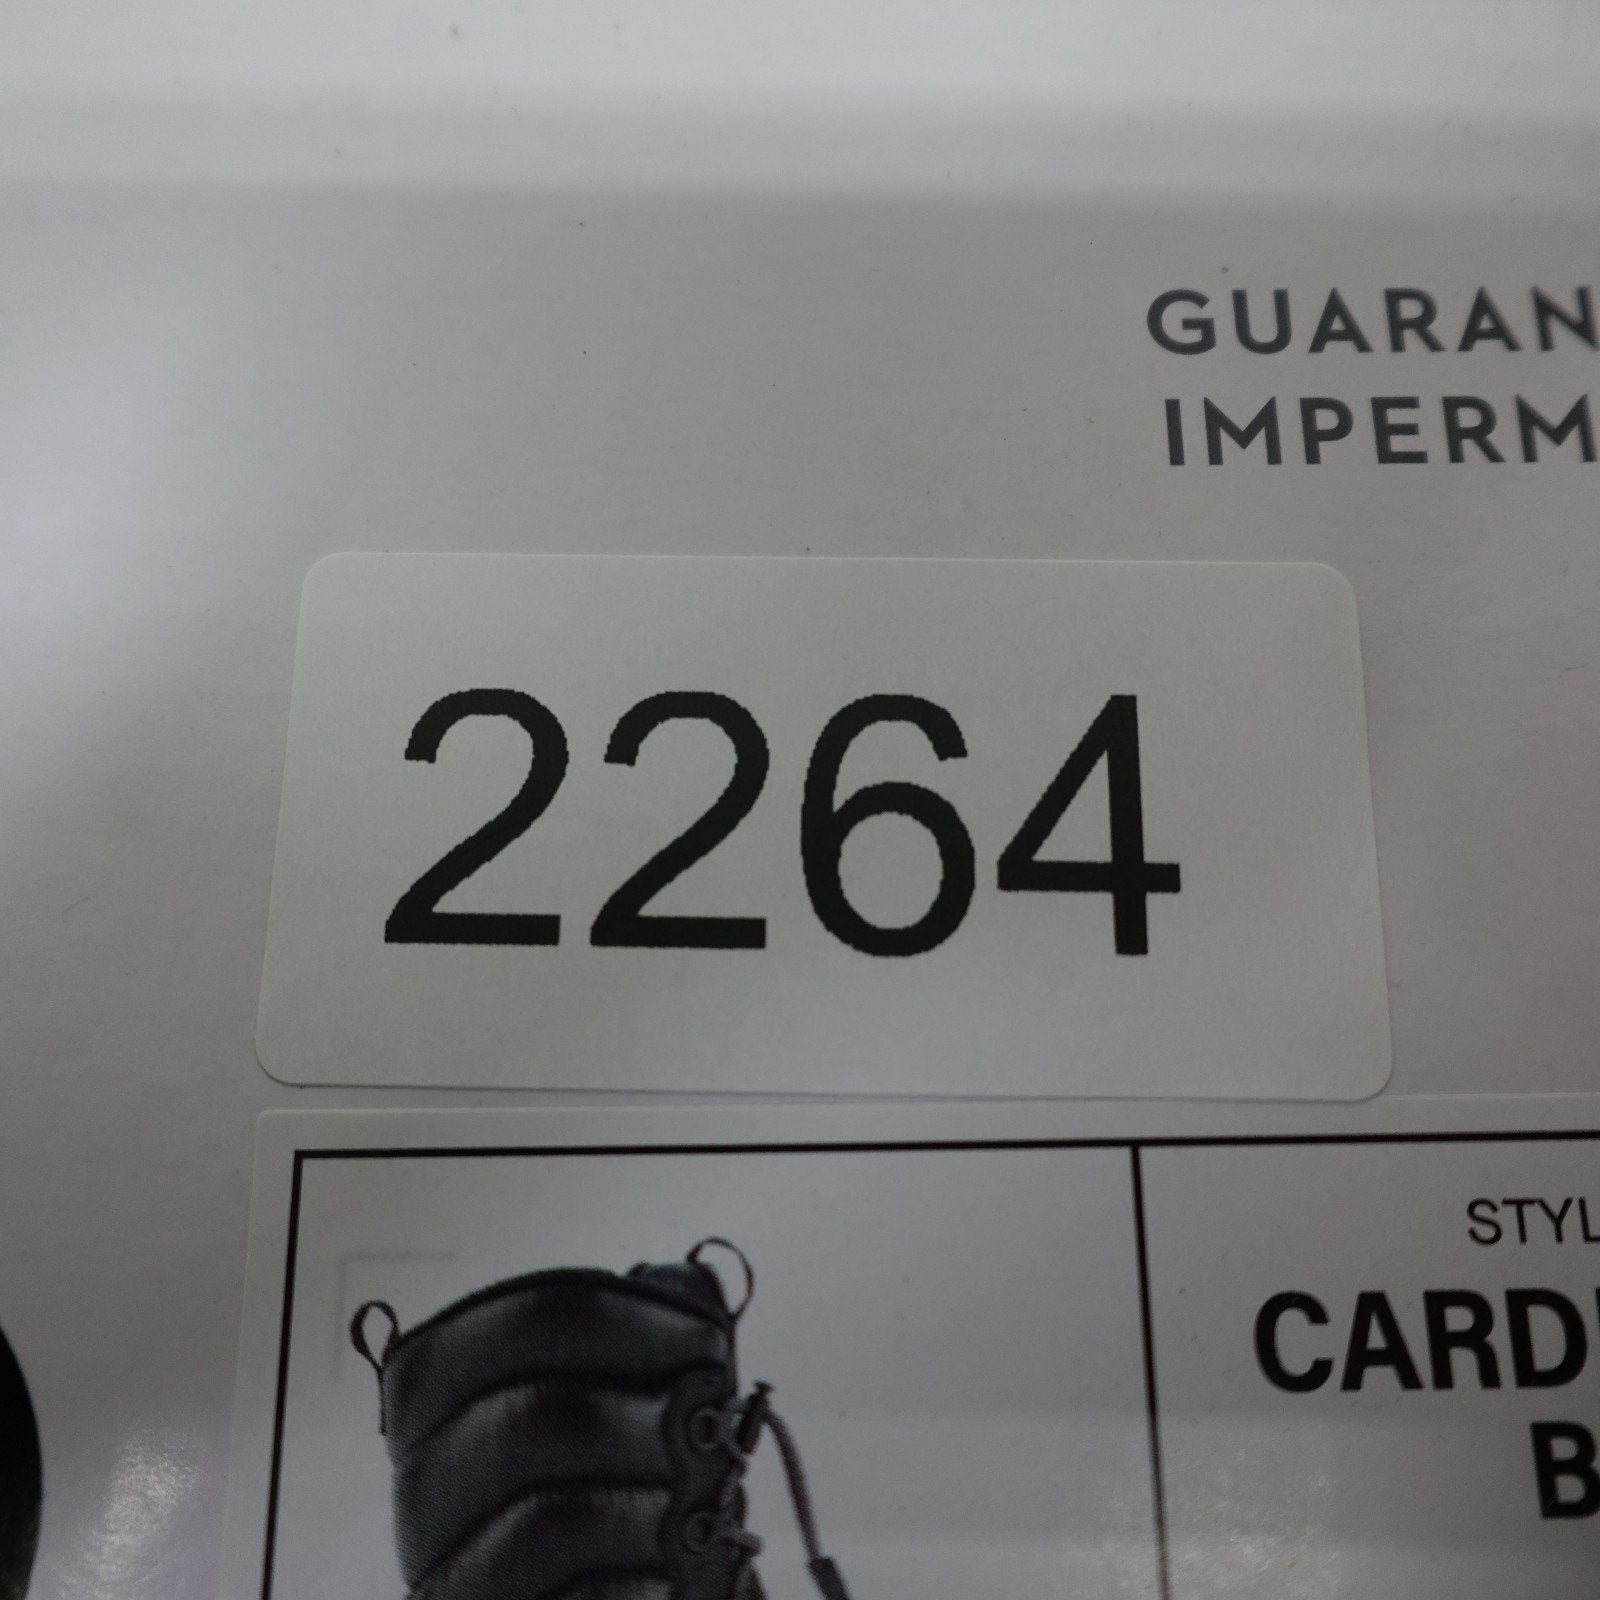 GUARAN
IMPERM
2264
STYL
CARD
B